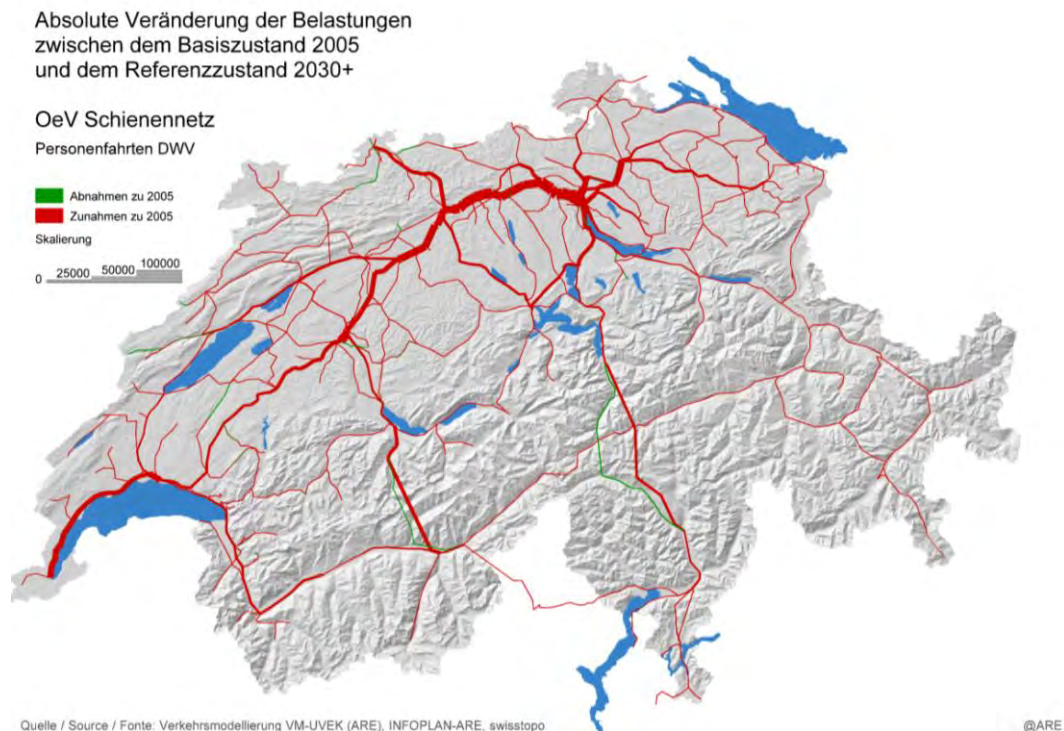 Absolute Veränderung der Belastungen
zwischen dem Basiszustand 2005
und dem Referenzzustand 2030+
OeV Schienennetz
Personenfahrten DWV
Abnahmen zu 2005
Zunahmen zu 2005
Skalierung
0 25000 50000 100000
Quelle / Source / Fonte: Verkehrsmodellierung VM-UVEK (ARE), INFOPLAN-ARE, swisstopo
@ARE